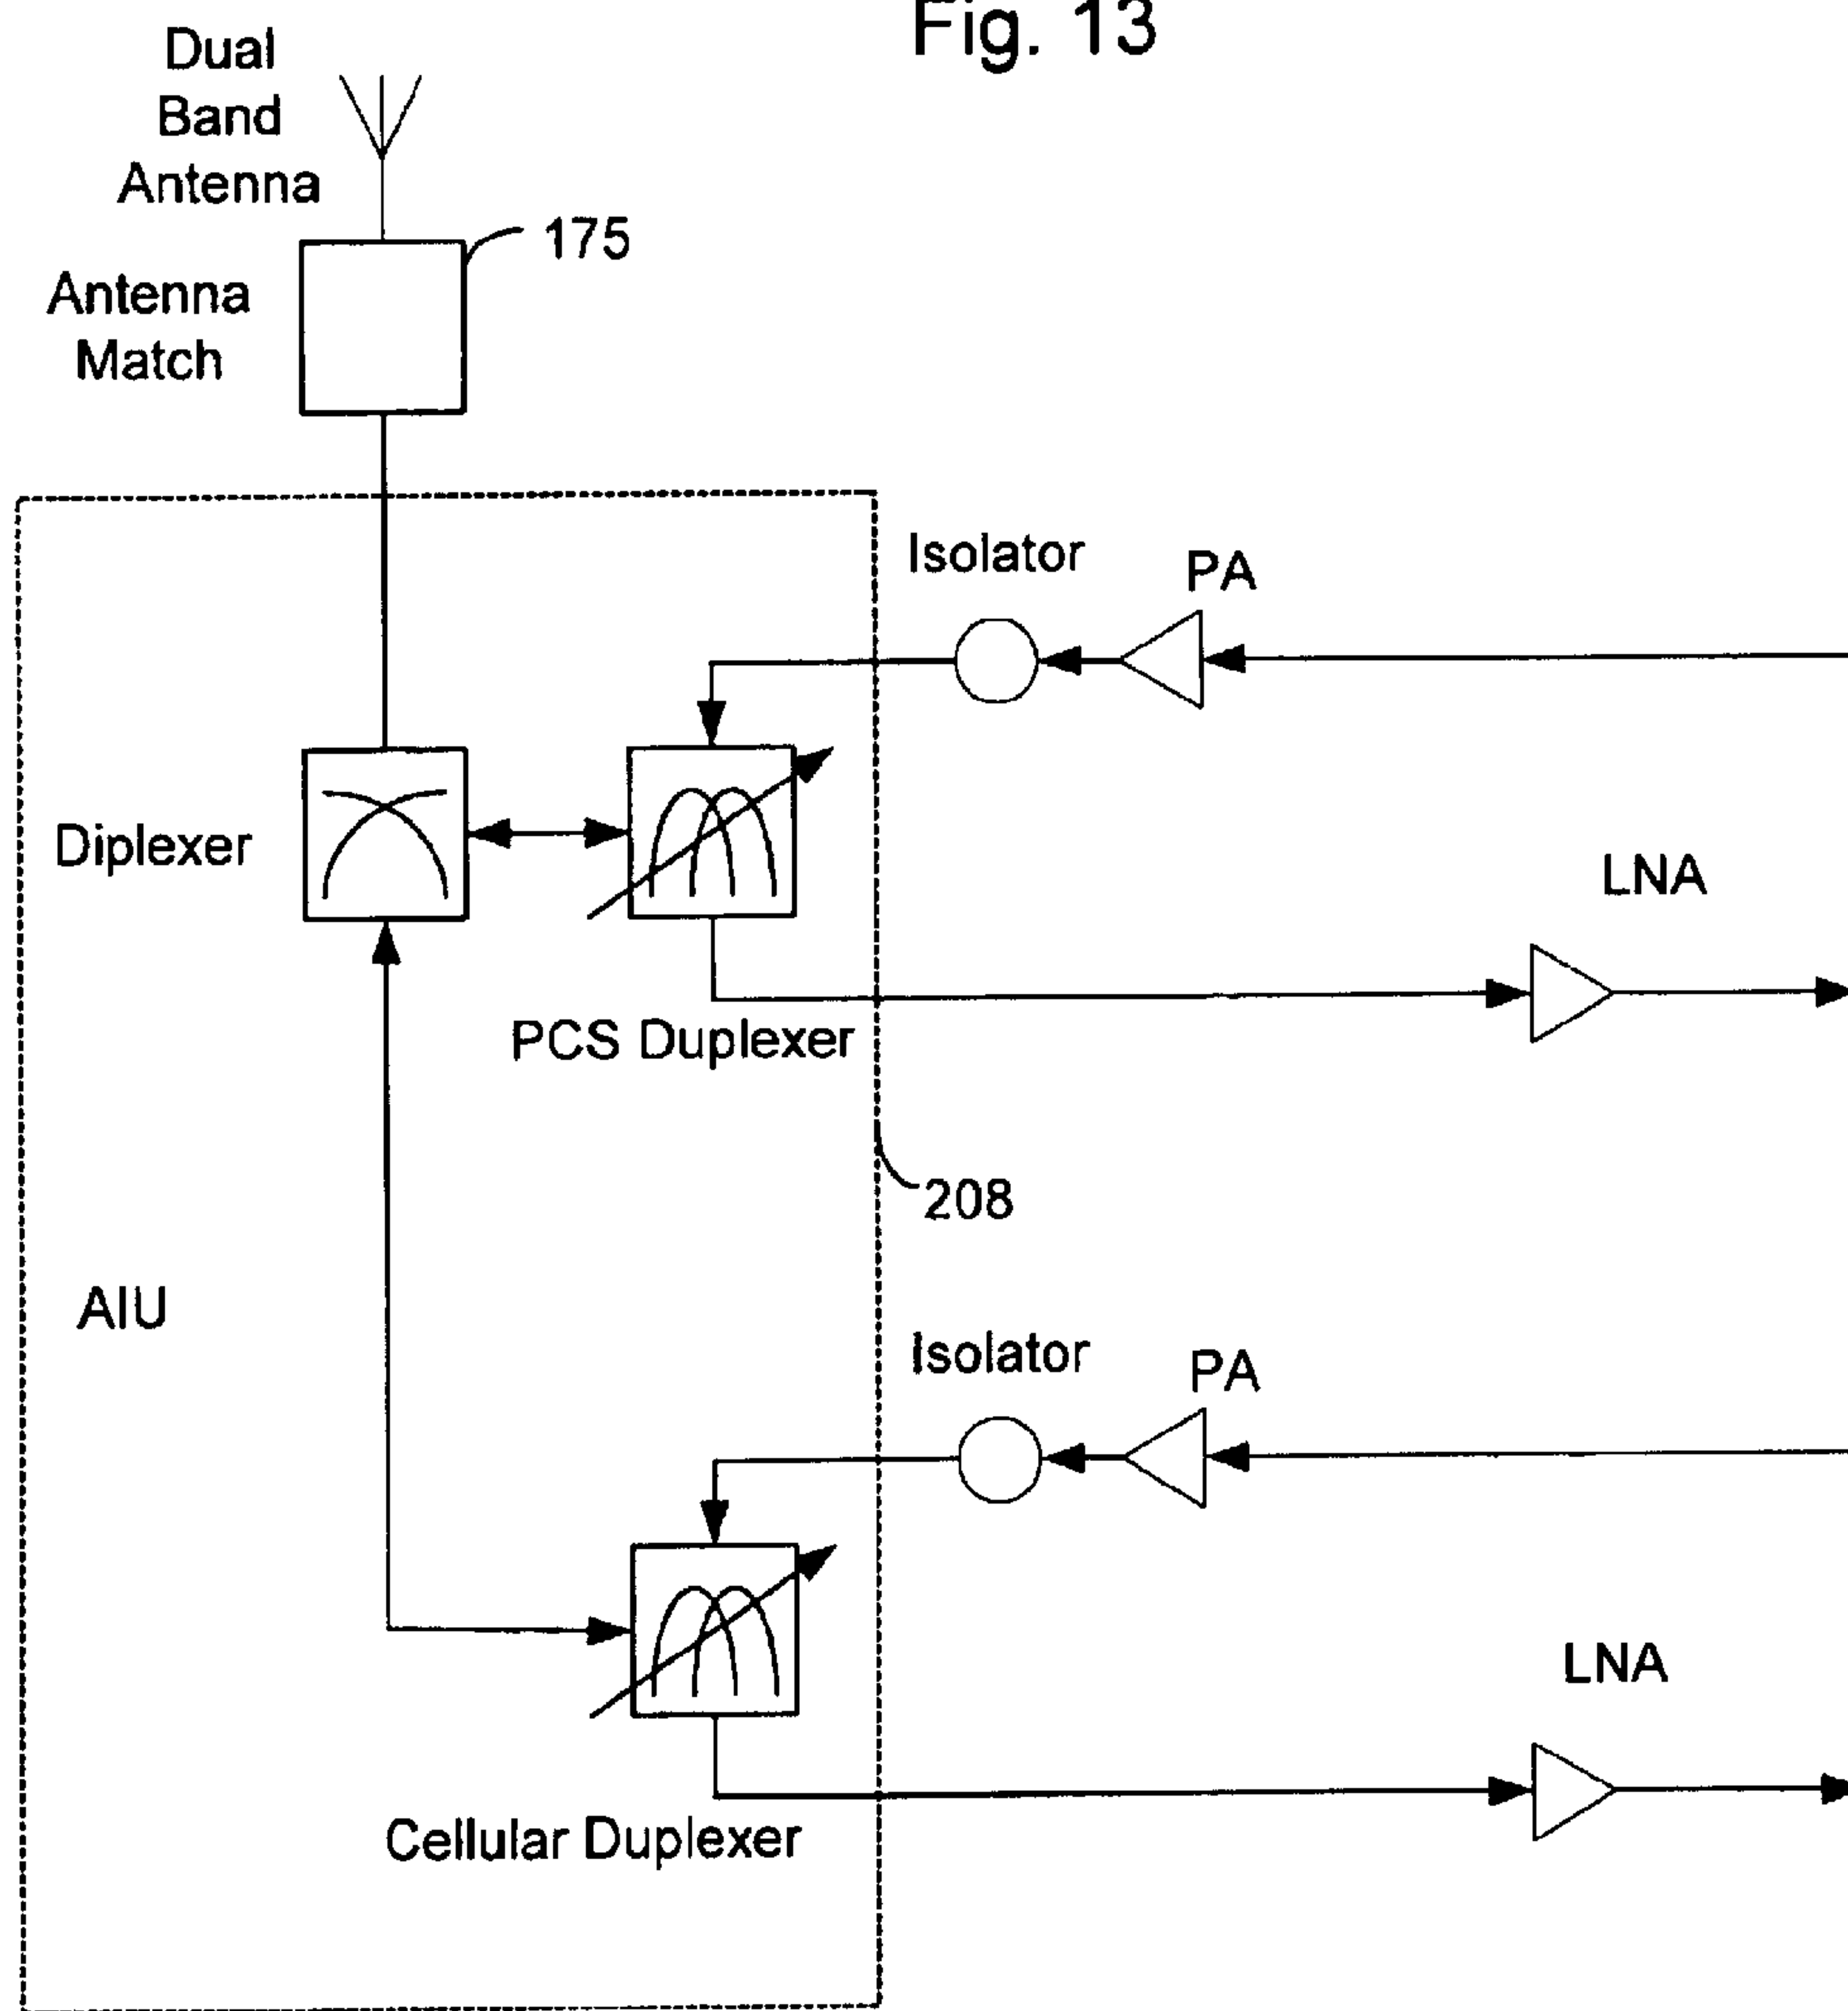 Fig. 13
Dual
Band
Antenna
175
Antenna
Match
Isolator
PA
Diplexer
LNA
PCS Duplexer
208
AIU
Isolator
PA
LNA
Cellular Duplexer